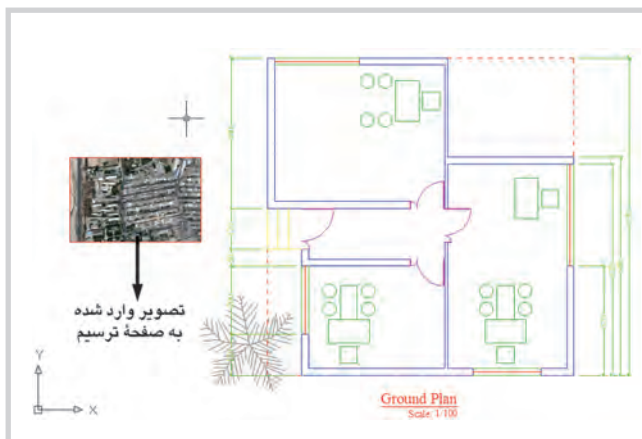 تصویر وارد شده
به صفحهٔ ترسیم
Y
X
Ground Plan
Scale: 1-100